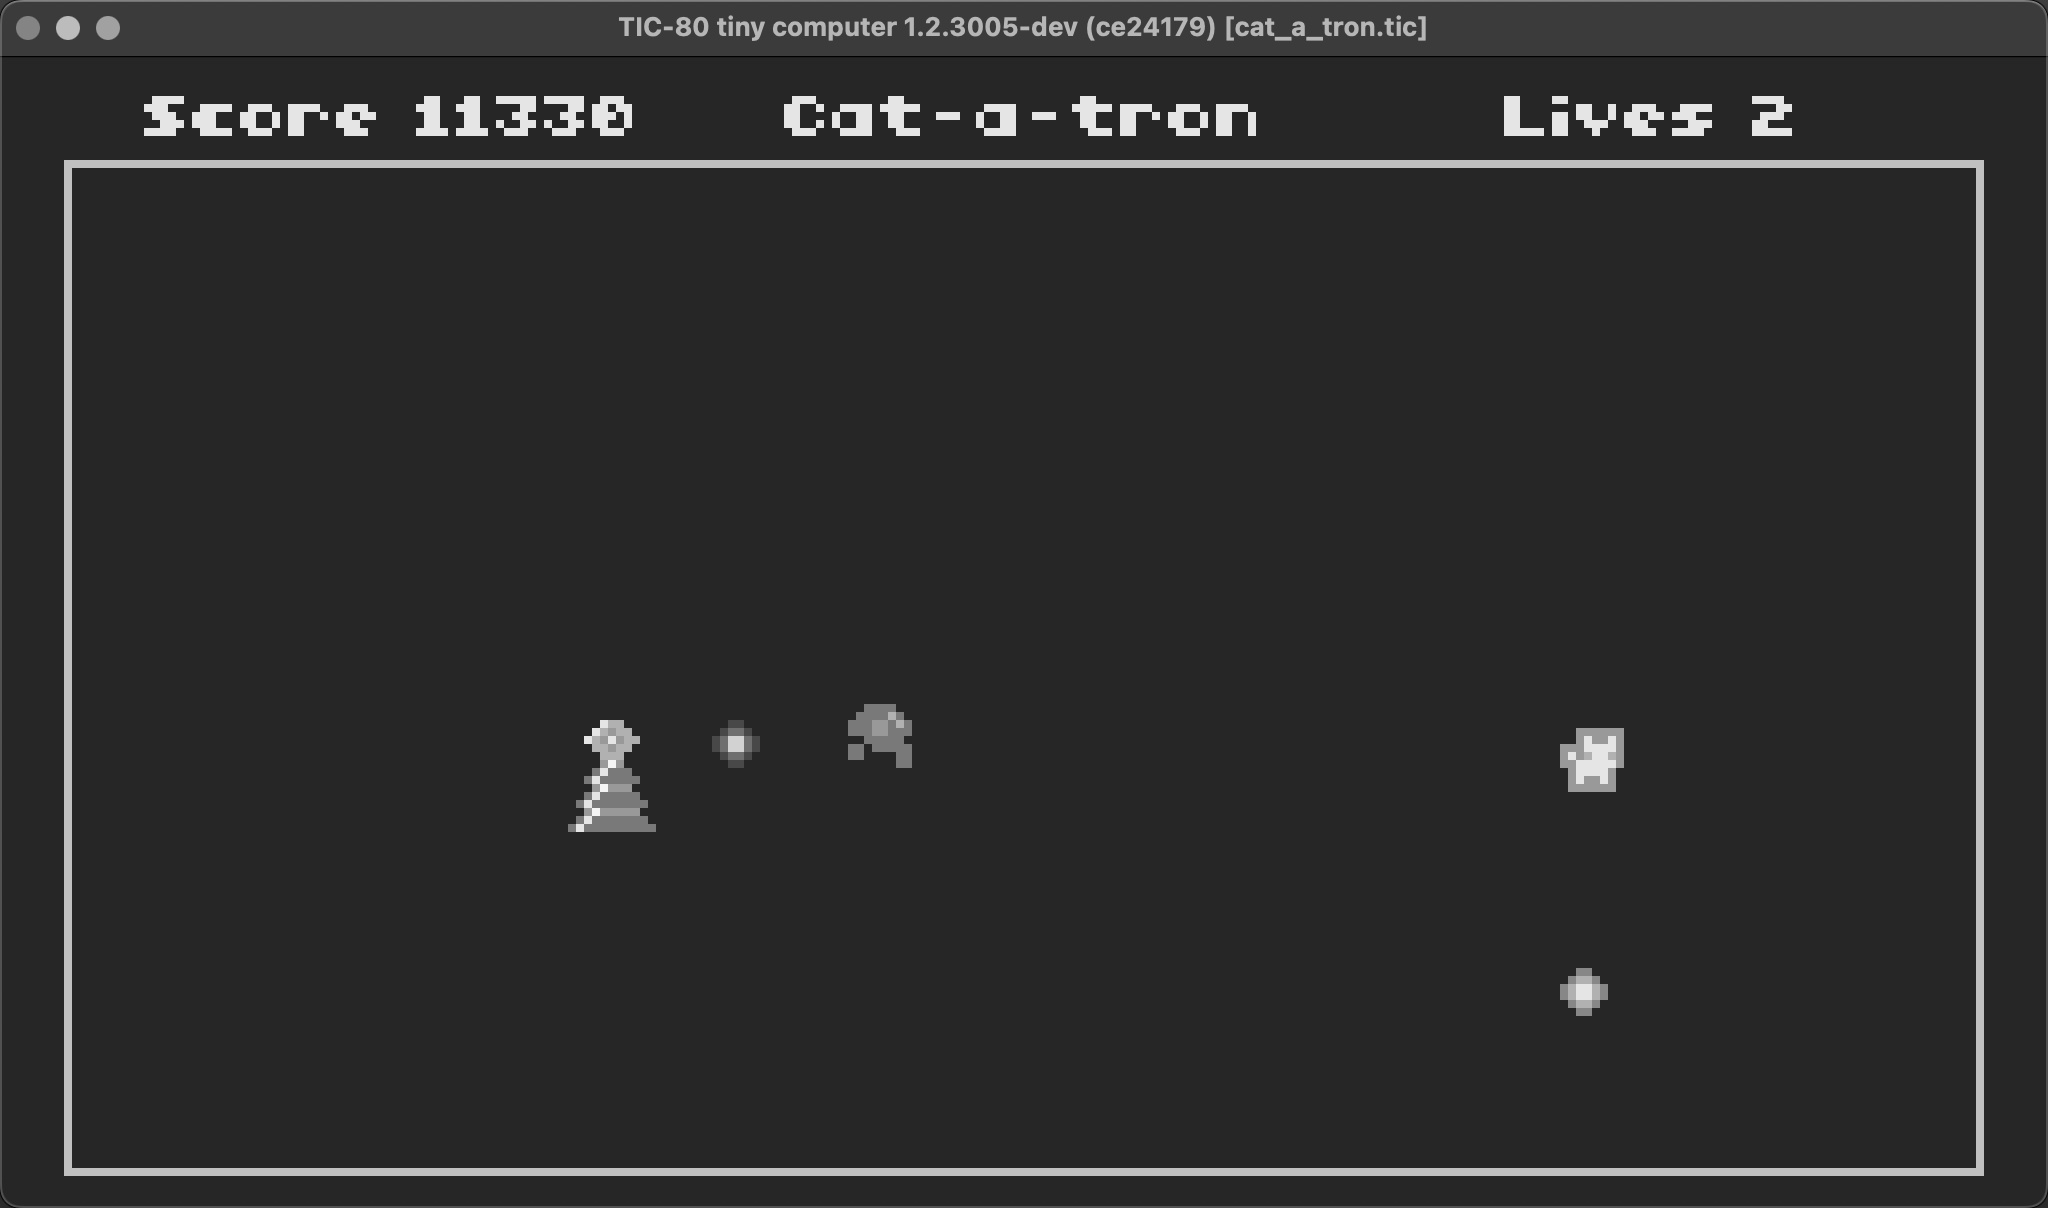 TIC-80 tiny computer 1.2.3005-dev (ce24179) [cat_a_tron.tic]
Score 11330 Cat-a-tron Lives 2